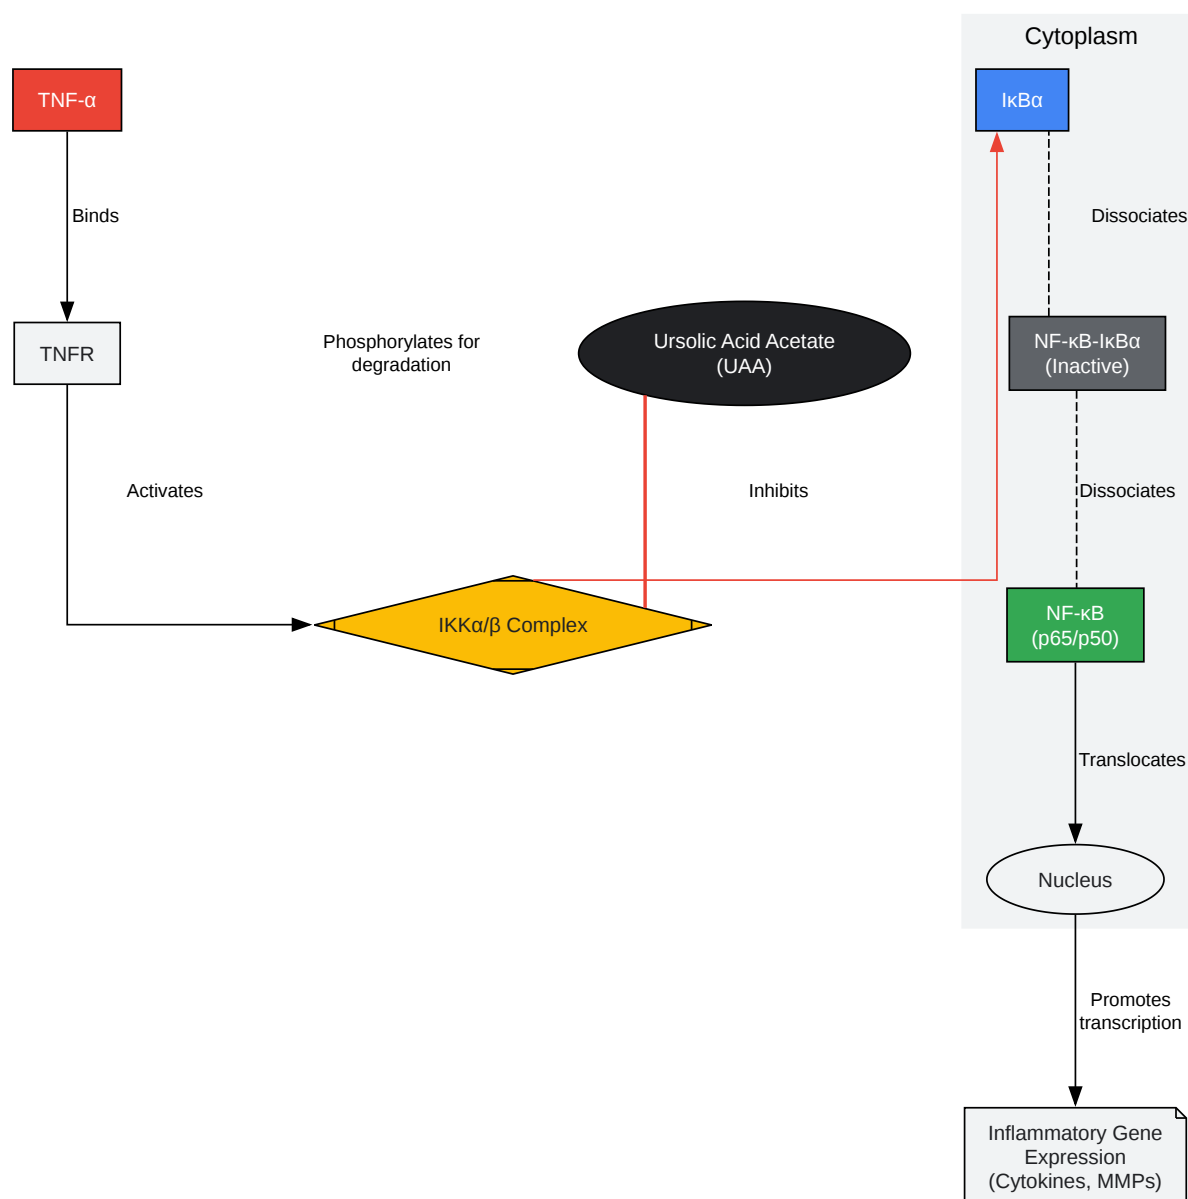 Cytoplasm
TNF-α
IκBα
Binds
Dissociates
TNFR
Phosphorylates for
degradation
Ursolic Acid Acetate
(UAA)
NF-κB-IκBα
(Inactive)
Activates
Inhibits
Dissociates
IKKα/β Complex
NF-κB
(p65/p50)
Translocates
Nucleus
Promotes
transcription
Inflammatory Gene
Expression
(Cytokines, MMPs)